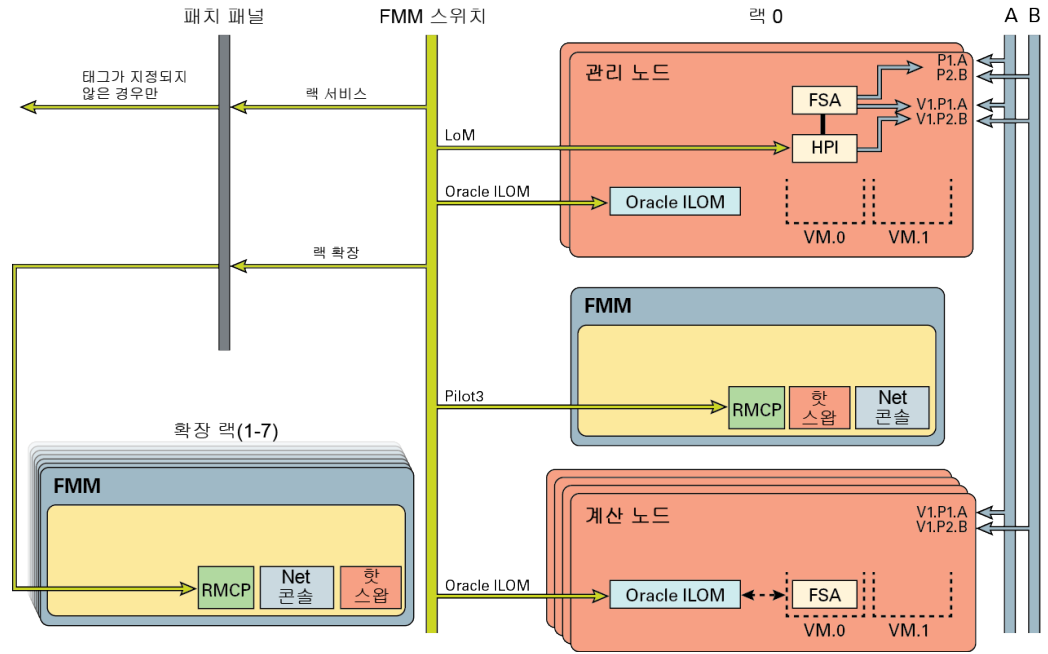 패치 패널
FMM 스위치
랙 0
A
B
태그가 지정되지
않은 경우만
랙 서비스
관리 노드
P1.A
P2.B
FSA
V1.P1.A
V1.P2.B
LoM
HPI
Oracle ILOM
Oracle ILOM
VM.0
VM.1
랙 확장
FMM
Pilot3
RMCP
핫
스왑
Net
콘솔
확장 랙(1-7)
FMM
RMCP
Net
콘솔
핫
스왑
계산 노드
V1.P1.A
V1.P2.B
Oracle ILOM
Oracle ILOM
FSA
VM.0
VM.1